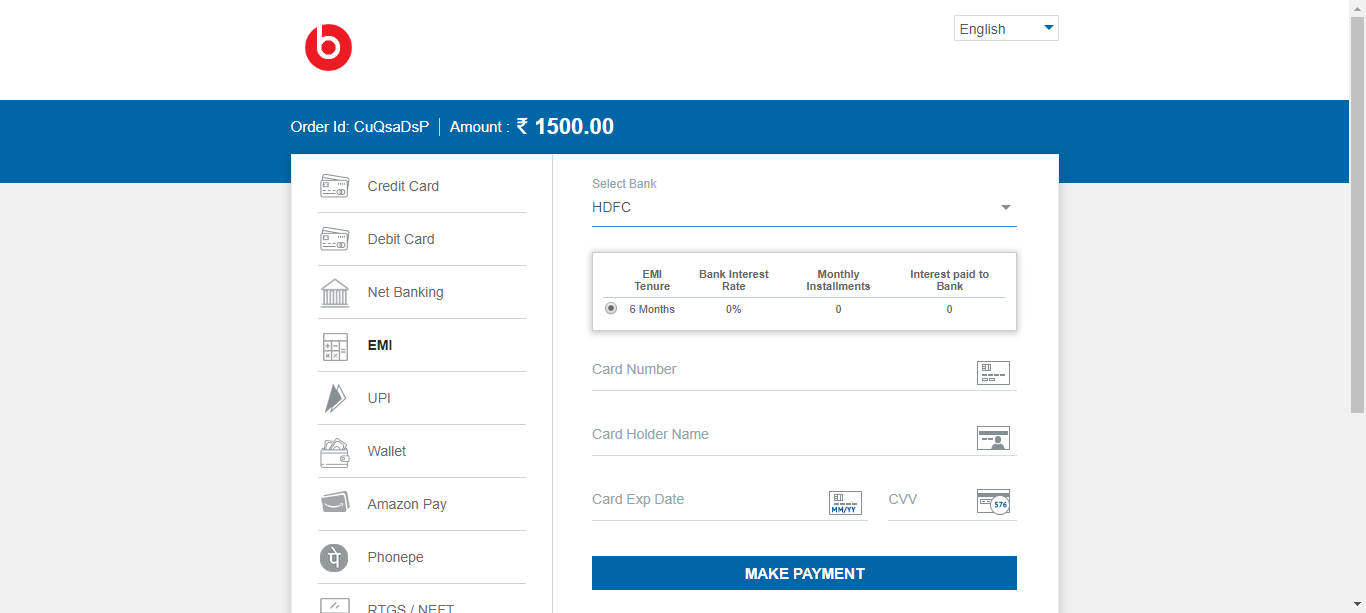 b
English
Order Id: CuQsaDsP
Amount : ₹ 1500.00
Credit Card
Debit Card
Net Banking
EMI
UPI
Wallet
Amazon Pay
पे
Phonepe
RTGS / NEFT
Select Bank
HDFC
EMI Tenure
Bank Interest Rate
Monthly Installments
Interest paid to Bank
6 Months 0% 0 0
Card Number
Card Holder Name
Card Exp Date
MM/YY
CVV
576
MAKE PAYMENT